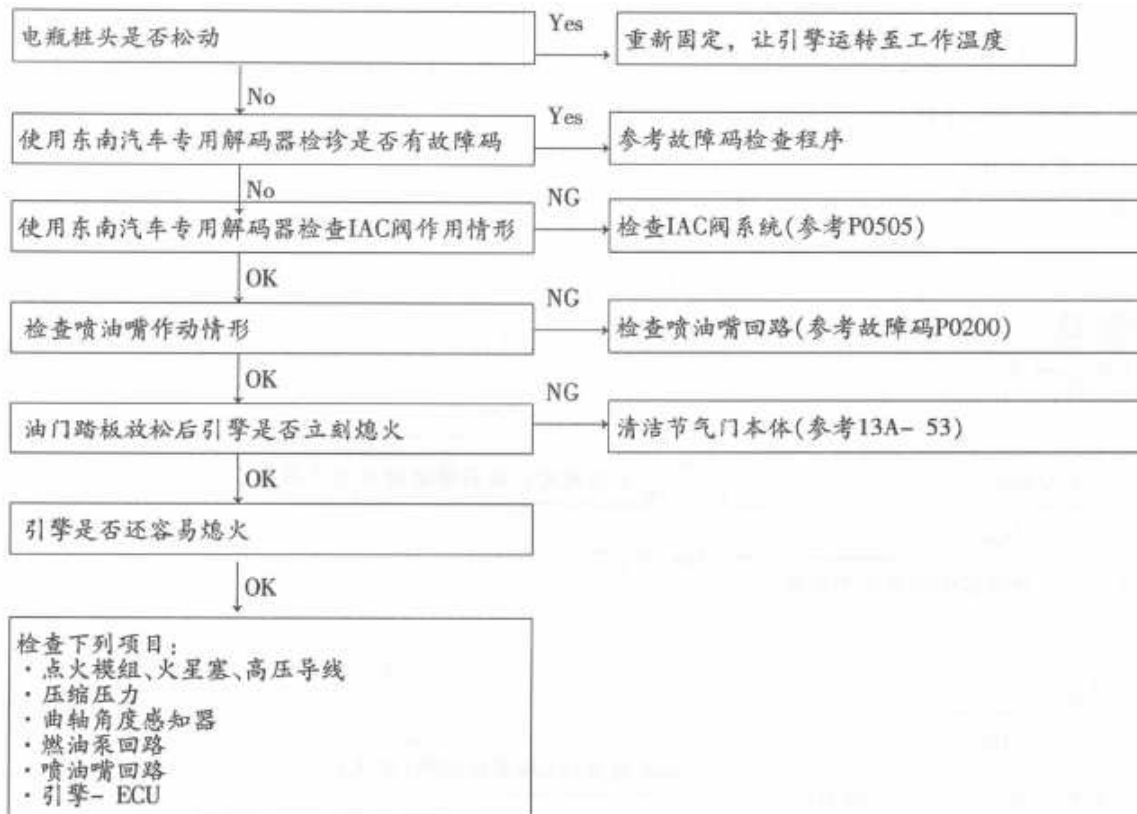 电瓶桩头是否松动
Yes
重新固定，让引擎运转至工作温度
No
使用东南汽车专用解码器检诊是否有故障码
Yes
参考故障码检查程序
No
使用东南汽车专用解码器检查IAC阀作用情形
NG
检查IAC阀系统(参考P0505)
OK
检查喷油嘴作动情形
NG
检查喷油嘴回路(参考故障码P0200)
OK
油门踏板放松后引擎是否立刻熄火
NG
清洁节气门本体(参考13A- 53)
OK
引擎是否还容易熄火
OK
检查下列项目：
·点火模组、火星塞、高压导线
·压缩压力
·曲轴角度感知器
·燃油泵回路
·喷油嘴回路
·引擎- ECU